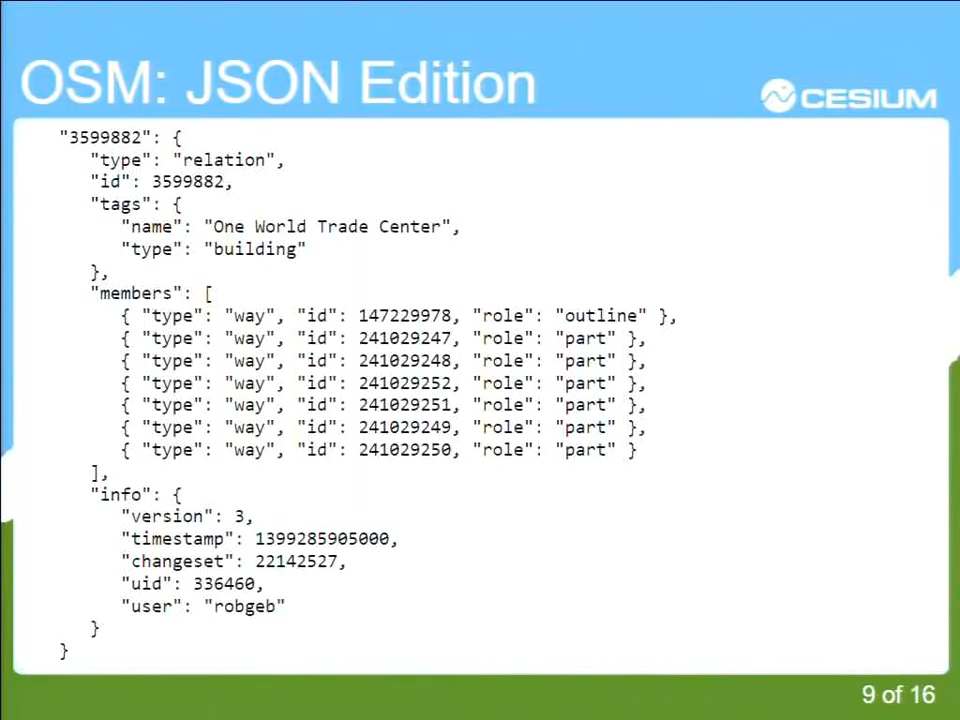 OSM: JSON Edition
CESIUM
"3599882": {
"type": "relation",
"id": 3599882,
"tags": {
"name": "One World Trade Center",
"type": "building"
},
"members": [
{ "type": "way", "id": 147229978, "role": "outline" },
{ "type": "way", "id": 241029247, "role": "part" },
{ "type": "way", "id": 241029248, "role": "part" },
{ "type": "way", "id": 241029252, "role": "part" },
{ "type": "way", "id": 241029251, "role": "part" },
{ "type": "way", "id": 241029249, "role": "part" },
{ "type": "way", "id": 241029250, "role": "part" }
],
"info": {
"version": 3,
"timestamp": 1399285905000,
"changeset": 22142527,
"uid": 336460,
"user": "robgeb"
}
}
9 of 16